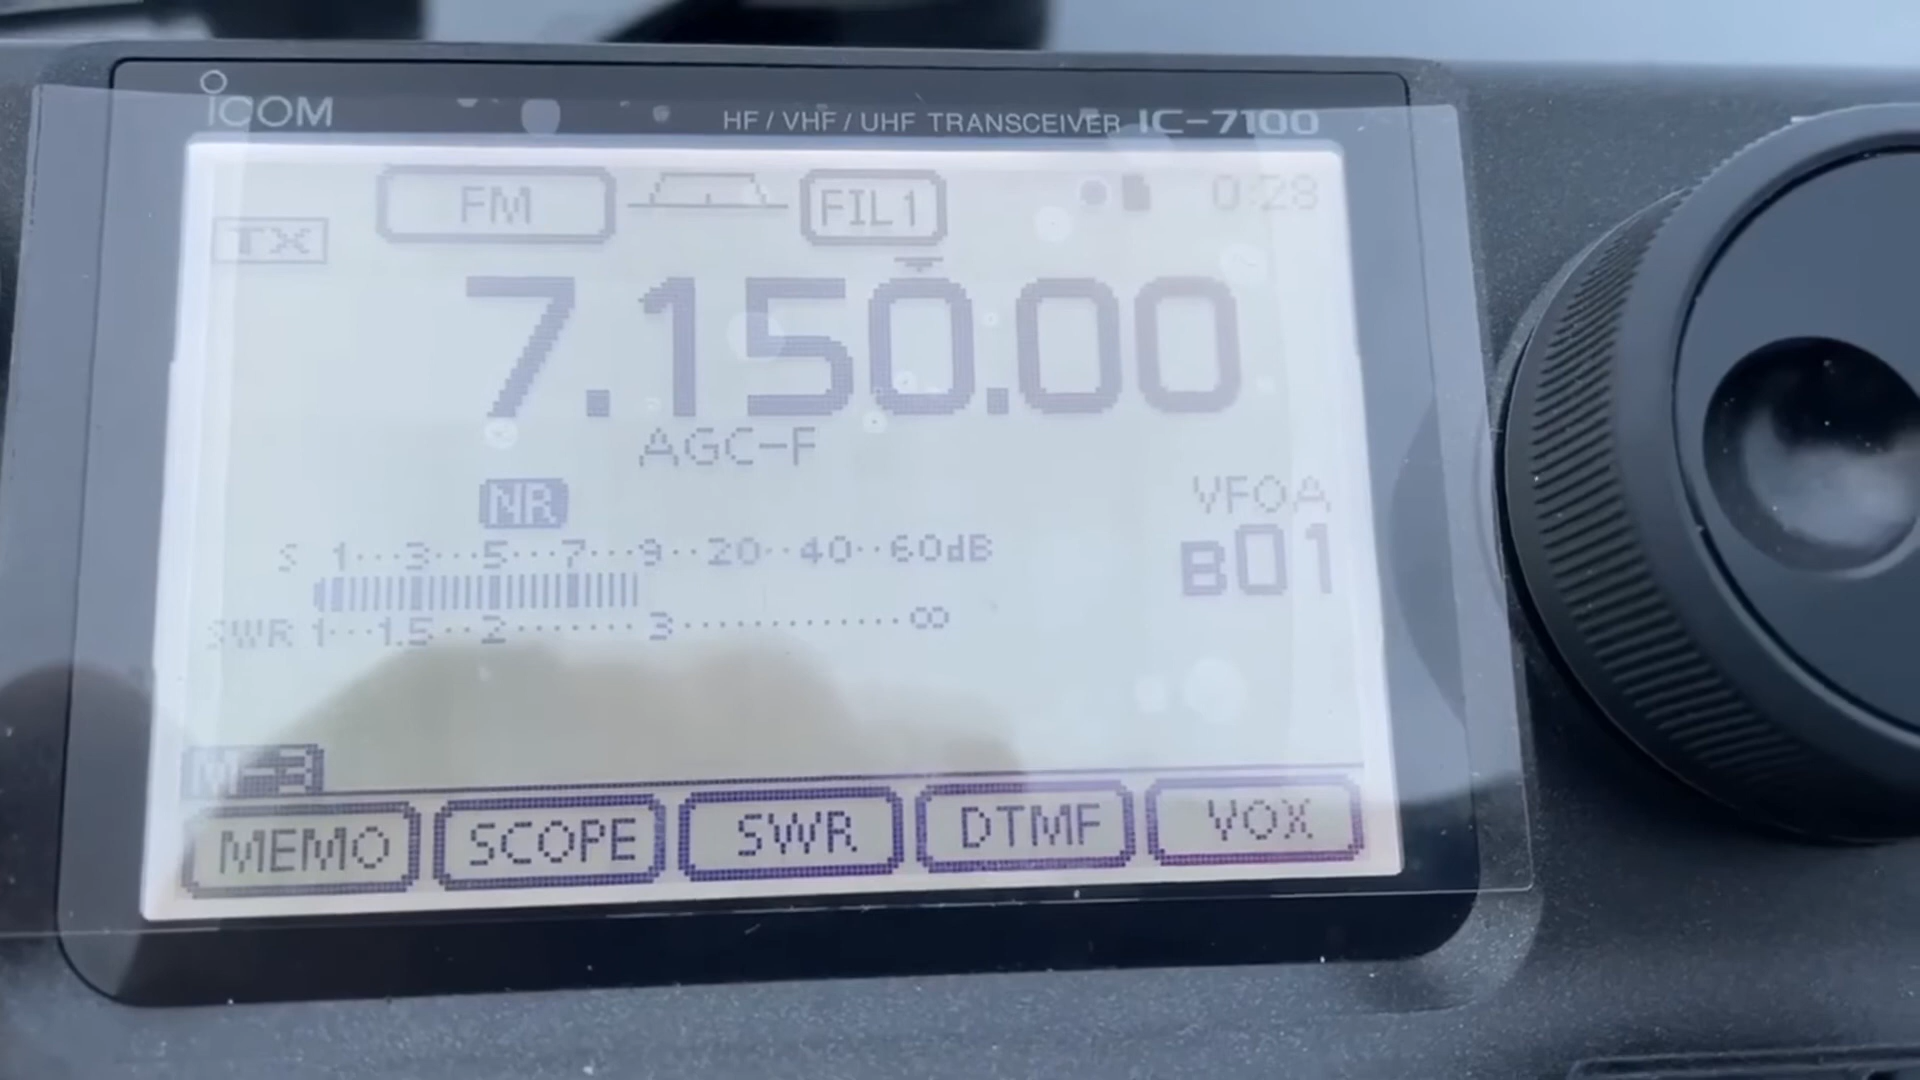 ICOM
HF / VHF / UHF TRANSCEIVER IC-7100
FM FIL1 0:28
TX
7.150.00
AGC-F
NR
VFOA
S 1···3···5···7···9··20··40··60dB
B01
SWR 1···1.5··2·······3············∞
M-3
MEMO SCOPE SWR DTMF VOX